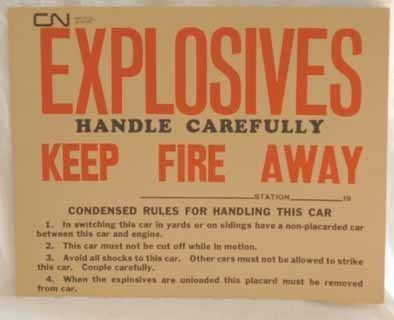 CN
EXPLOSIVES
HANDLE CAREFULLY
KEEP FIRE AWAY
STATION 19
CONDENSED RULES FOR HANDLING THIS CAR
1. In switching this car in yards or on sidings have a non-placarded car
between this car and engine.
2. This car must not be cut off while in motion.
3. Avoid all shocks to this car. Other cars must not be allowed to strike
this car. Couple carefully.
4. When the explosives are unloaded this placard must be removed
from car.